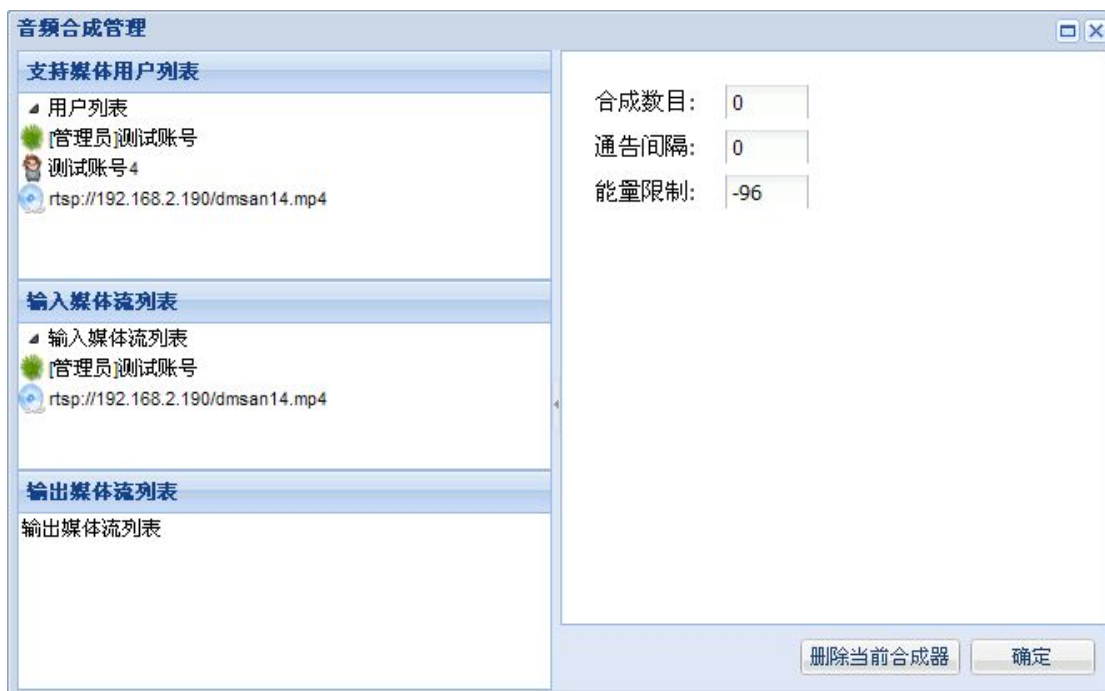 音频合成管理
支持媒体用户列表
用户列表
[管理员]测试账号
测试账号4
rtsp://192.168.2.190/dmsan14.mp4
输入媒体流列表
输入媒体流列表
[管理员]测试账号
rtsp://192.168.2.190/dmsan14.mp4
输出媒体流列表
输出媒体流列表
合成数目: 0
通告间隔: 0
能量限制: -96
删除当前合成器 确定